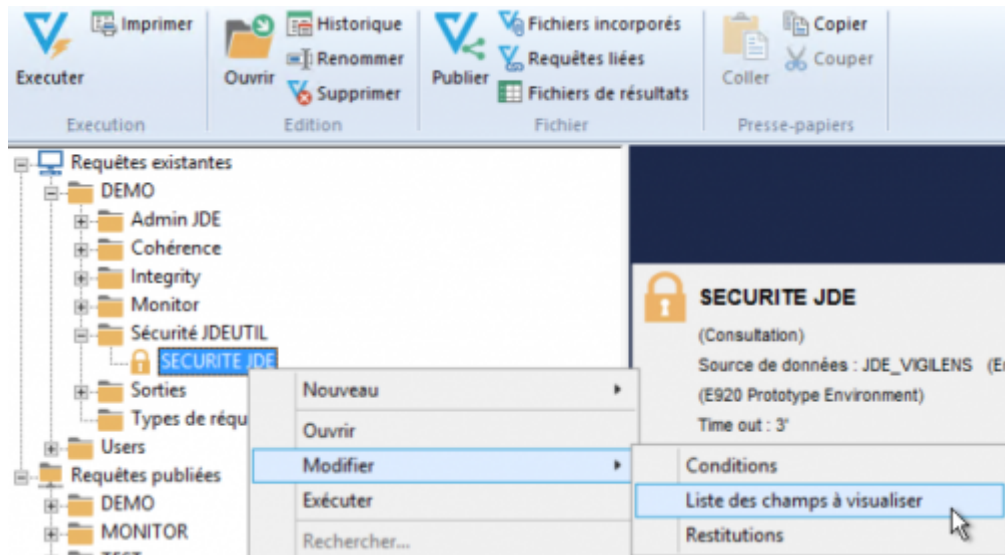 Imprimer
Executer
Execution
Historique
Renommer
Ouvrir
Supprimer
Edition
Fichiers incorporés
Requêtes liées
Publier
Fichiers de résultats
Fichier
Copier
Couper
Coller
Presse-papiers
Requêtes existantes
DEMO
Admin JDE
Cohérence
Integrity
Monitor
Sécurité JDEUTIL
SECURITE JDE
Sorties
Types de réqu
Users
Requêtes publiées
DEMO
MONITOR
Nouveau
Ouvrir
Modifier
Exécuter
Rechercher...
SECURITE JDE
(Consultation)
Source de données : JDE_VIGILENS
(E920 Prototype Environment)
Time out : 3'
Conditions
Liste des champs à visualiser
Restitutions